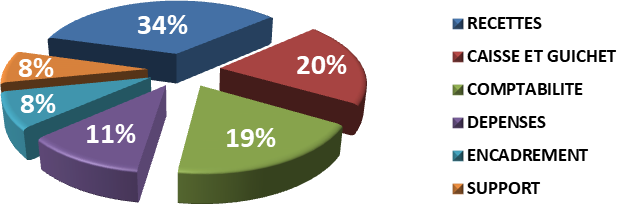 34%
20%
19%
11%
8%
8%
RECETTES
CAISSE ET GUICHET
COMPTABILITE
DEPENSES
ENCADREMENT
SUPPORT